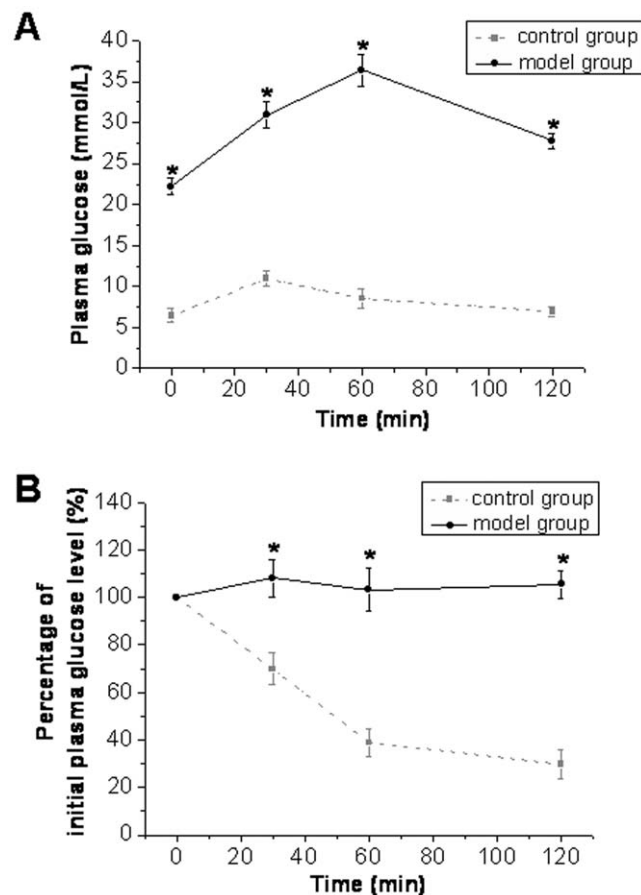 A
Plasma glucose (mmol/L)
40
35
30
25
20
15
10
5
0
* * * *
control group
model group
0 20 40 60 80 100 120
Time (min)
B
Percentage of
initial plasma glucose level (%)
140
120
100
80
60
40
20
0
* * *
control group
model group
0 20 40 60 80 100 120
Time (min)